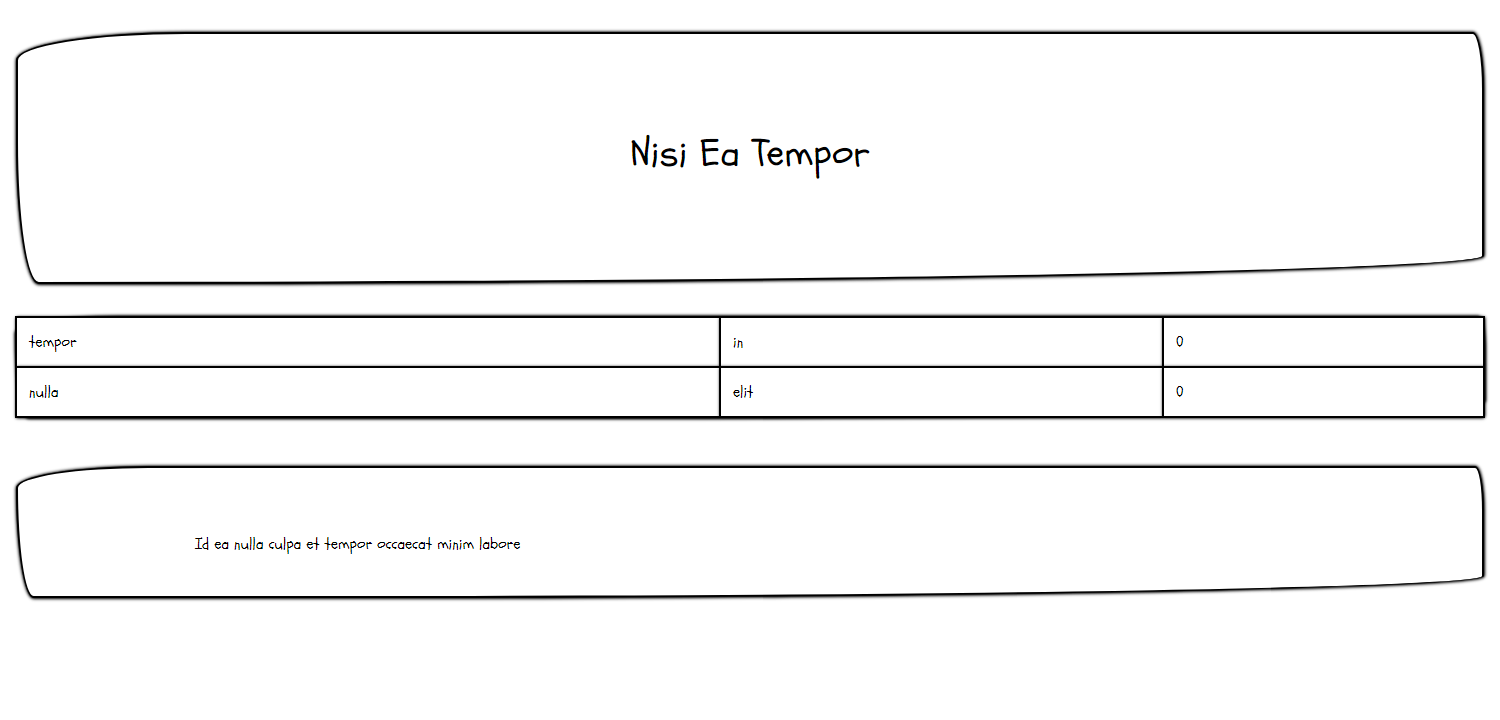 Nisi Ea Tempor
tempor in 0
nulla elit 0
Id ea nulla culpa et tempor occaecat minim labore